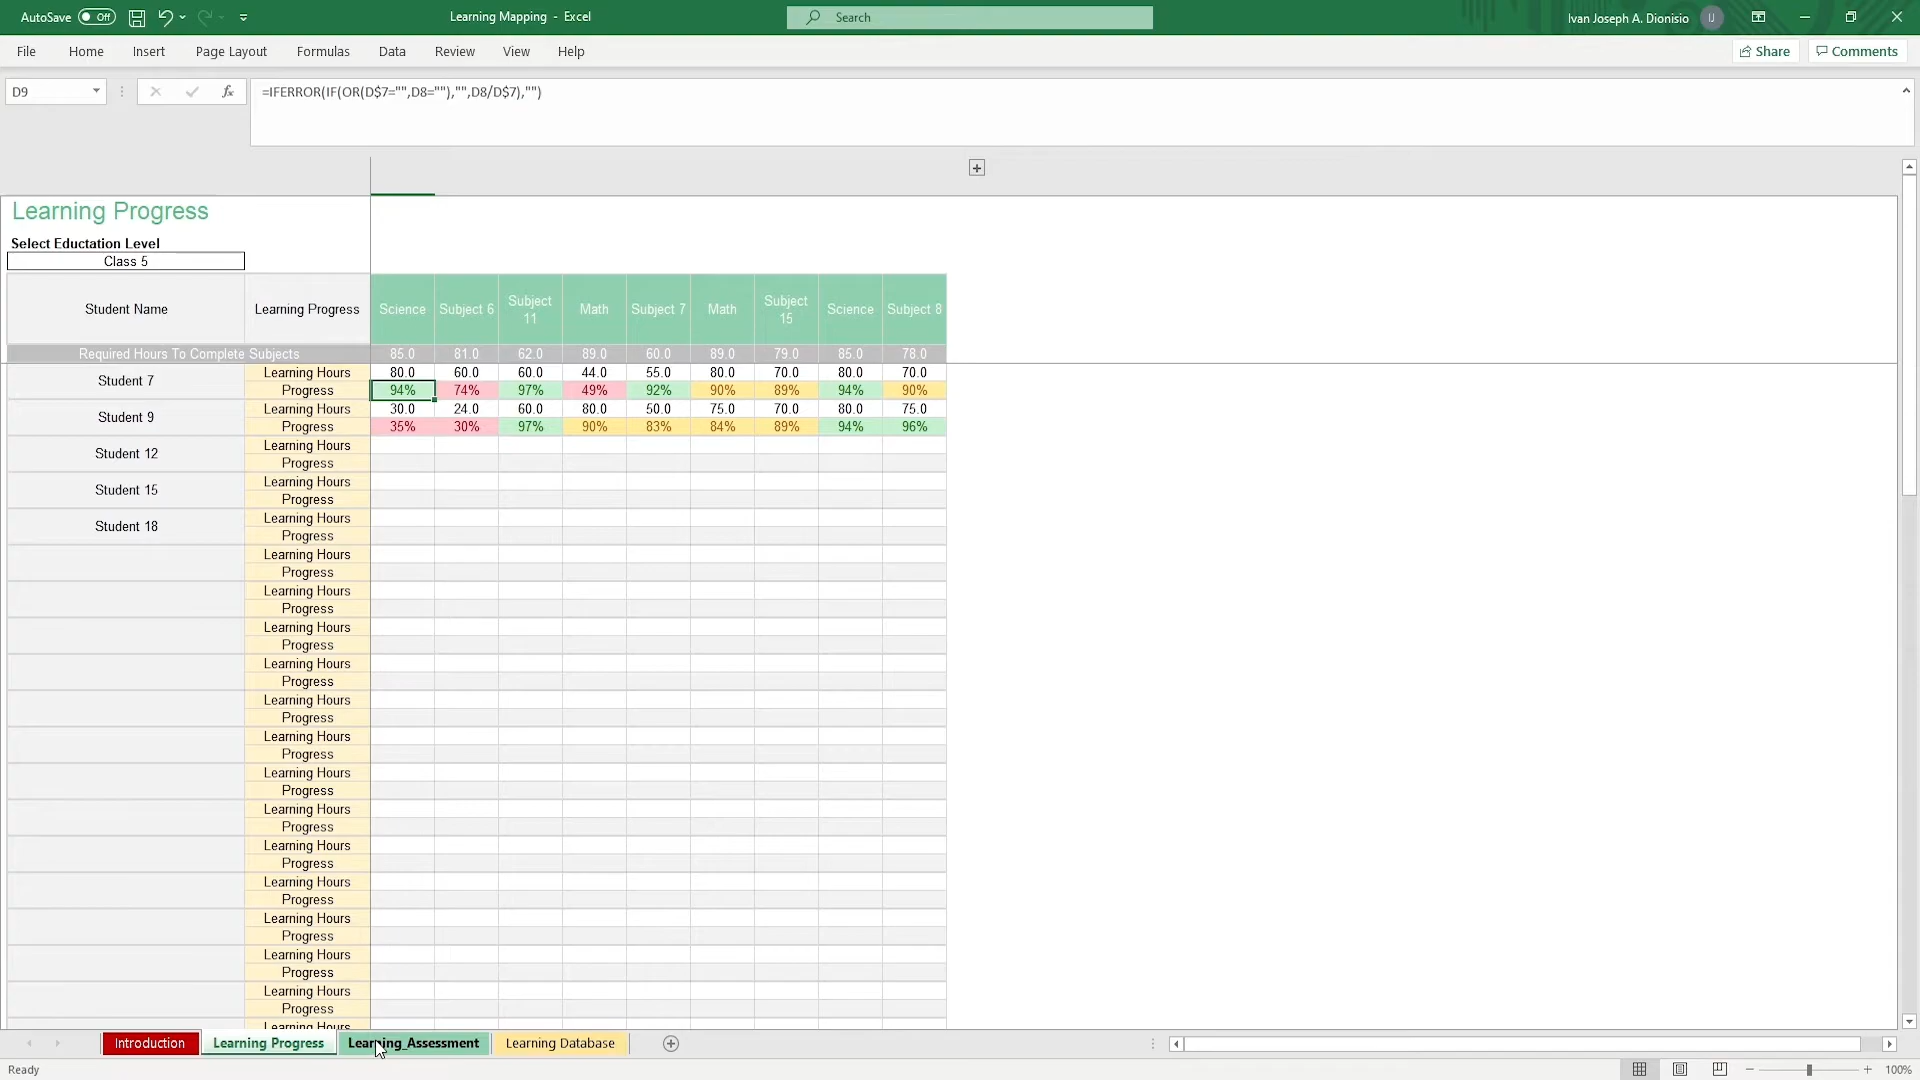 AutoSave Off
Learning Mapping - Excel
Search
Ivan Joseph A. Dionisio IJ
File Home Insert Page Layout Formulas Data Review View Help
Share Comments
D9 fx =IFERROR(IF(OR(D$7="",D8=""),"",D8/D$7),"")
Learning Progress
Select Eductation Level
Class 5
Student Name Learning Progress Science Subject 6 Subject 11 Math Subject 7 Math Subject 15 Science Subject 8
Required Hours To Complete Subjects 85.0 81.0 62.0 89.0 60.0 89.0 79.0 85.0 78.0
Student 7
Learning Hours 80.0 60.0 60.0 44.0 55.0 80.0 70.0 80.0 70.0
Progress 94% 74% 97% 49% 92% 90% 89% 94% 90%
Student 9
Learning Hours 30.0 24.0 60.0 80.0 50.0 75.0 70.0 80.0 75.0
Progress 35% 30% 97% 90% 83% 84% 89% 94% 96%
Student 12
Learning Hours
Progress
Student 15
Learning Hours
Progress
Student 18
Learning Hours
Progress
Learning Hours
Progress
Learning Hours
Progress
Learning Hours
Progress
Learning Hours
Progress
Learning Hours
Progress
Learning Hours
Progress
Learning Hours
Progress
Learning Hours
Progress
Learning Hours
Progress
Learning Hours
Progress
Learning Hours
Progress
Learning Hours
Progress
Learning Hours
Progress
Learning Hours
Introduction Learning Progress Learning_Assessment Learning Database
Ready
100%